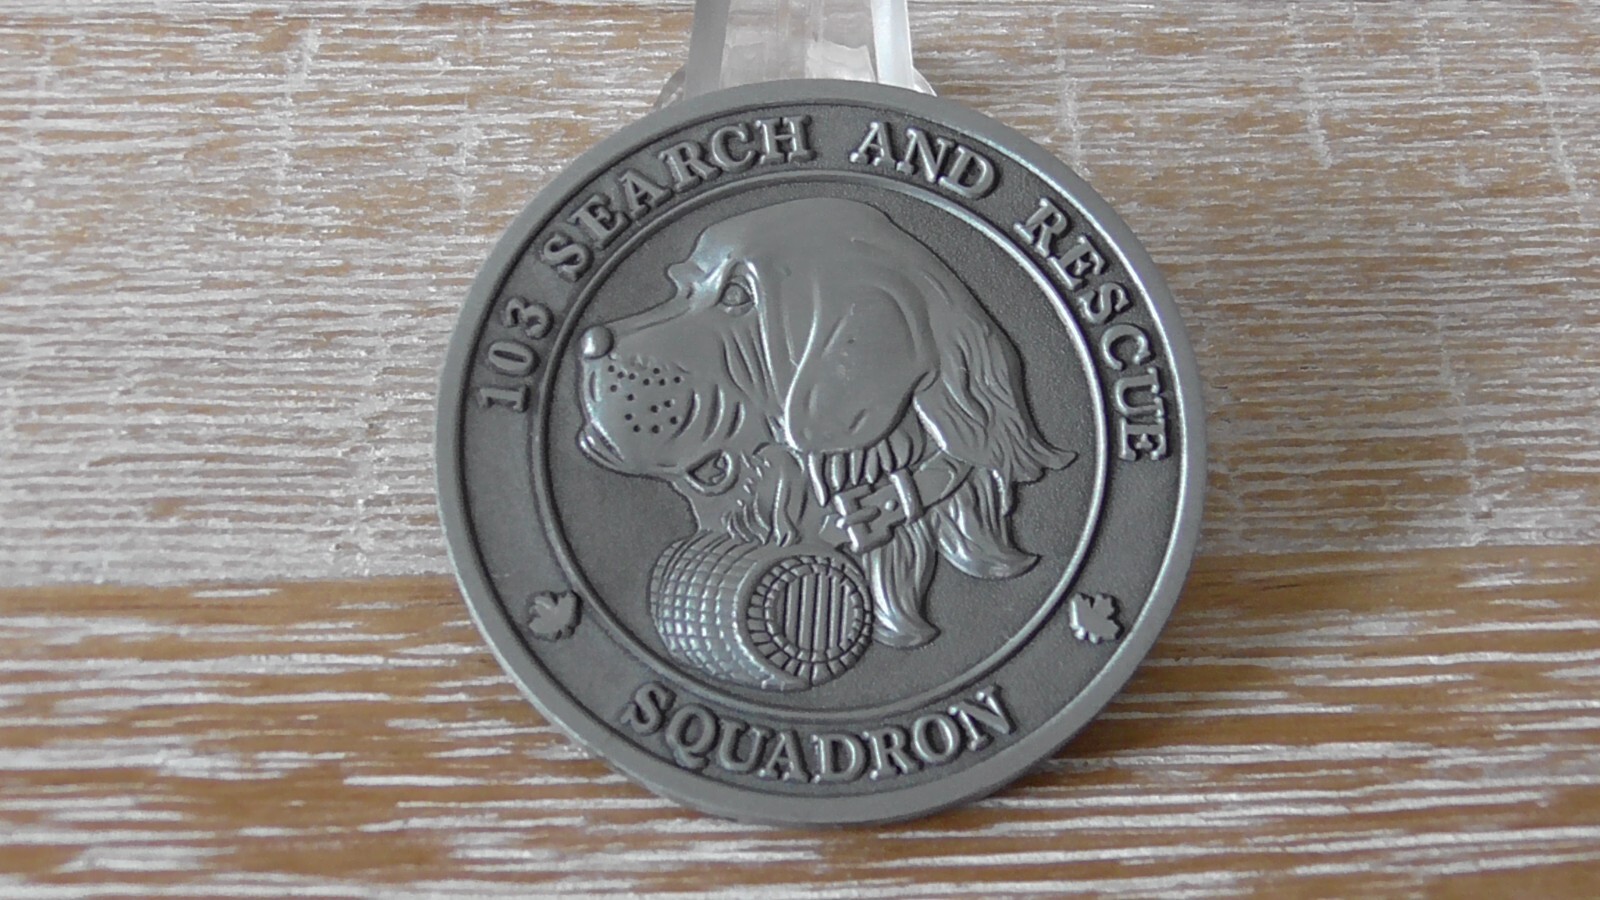 103 SEARCH AND RESCUE
SQUADRON